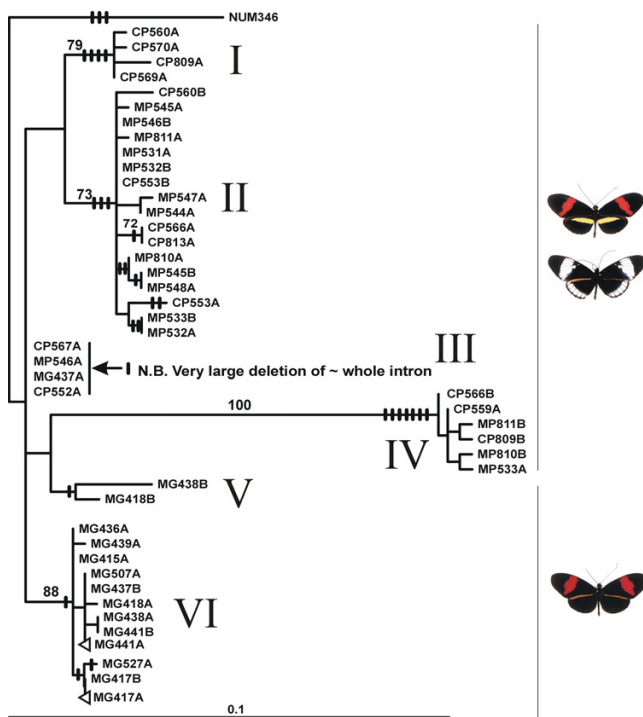 NUM346
CP560A
79
CP570A
I
CP809A
CP569A
CP560B
MP545A
MP546B
MP811A
MP531A
MP532B
CP553B
73
II
MP547A
MP544A
72
CP566A
CP813A
MP810A
MP545B
MP548A
CP553A
MP533B
MP532A
CP567A
III
MP546A
N.B. Very large deletion of ~ whole intron
MG437A
CP552A
CP566B
100
CP559A
MP811B
CP809B
IV
MP810B
MP533A
MG438B
V
MG418B
MG436A
MG439A
MG415A
MG507A
88
MG437B
MG418A
VI
MG438A
MG441B
MG441A
MG527A
MG417B
MG417A
0.1